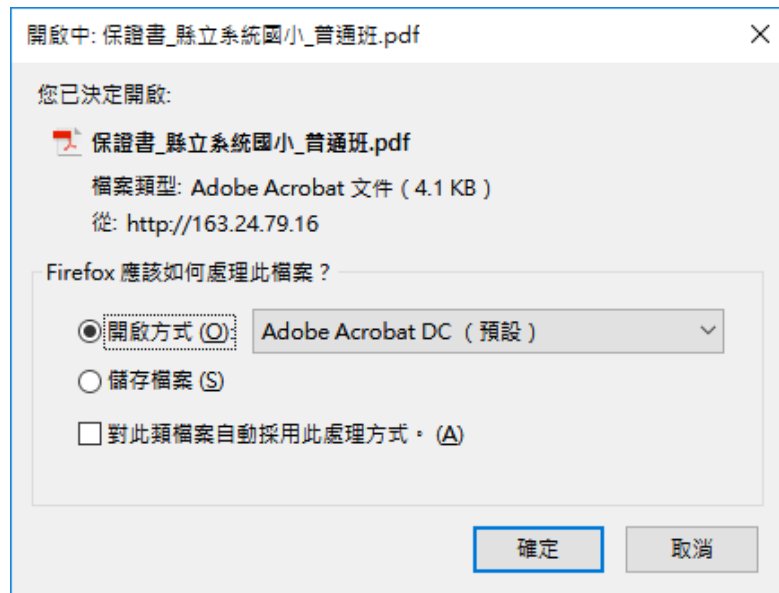 開啟中: 保證書_縣立系統國小_普通班.pdf
您已決定開啟:
保證書_縣立系統國小_普通班.pdf
檔案類型: Adobe Acrobat 文件 ( 4.1 KB )
從: http://163.24.79.16
Firefox 應該如何處理此檔案？
開啟方式 (O): Adobe Acrobat DC （預設）
儲存檔案 (S)
對此類檔案自動採用此處理方式。 (A)
確定 取消